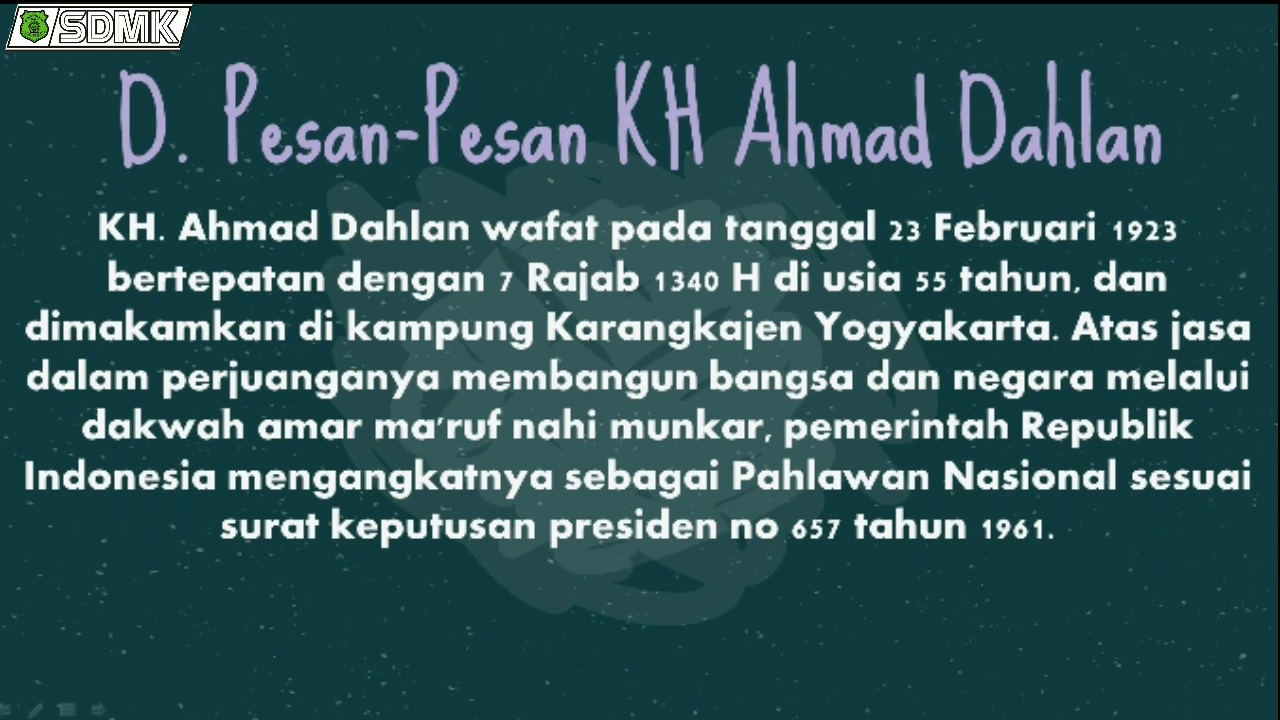 SDMK
D. Pesan-Pesan KH Ahmad Dahlan
KH. Ahmad Dahlan wafat pada tanggal 23 Februari 1923
bertepatan dengan 7 Rajab 1340 H di usia 55 tahun, dan
dimakamkan di kampung Karangkajen Yogyakarta. Atas jasa
dalam perjuanganya membangun bangsa dan negara melalui
dakwah amar ma'ruf nahi munkar, pemerintah Republik
Indonesia mengangkatnya sebagai Pahlawan Nasional sesuai
surat keputusan presiden no 657 tahun 1961.